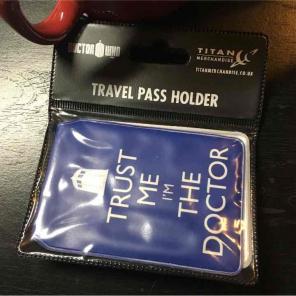 DOCTOR WHO
TITAN
MERCHANDISE
TITANMERCHANDISE.CO.UK
TRAVEL PASS HOLDER
TRUST
ME
I'M
THE
DOCTOR